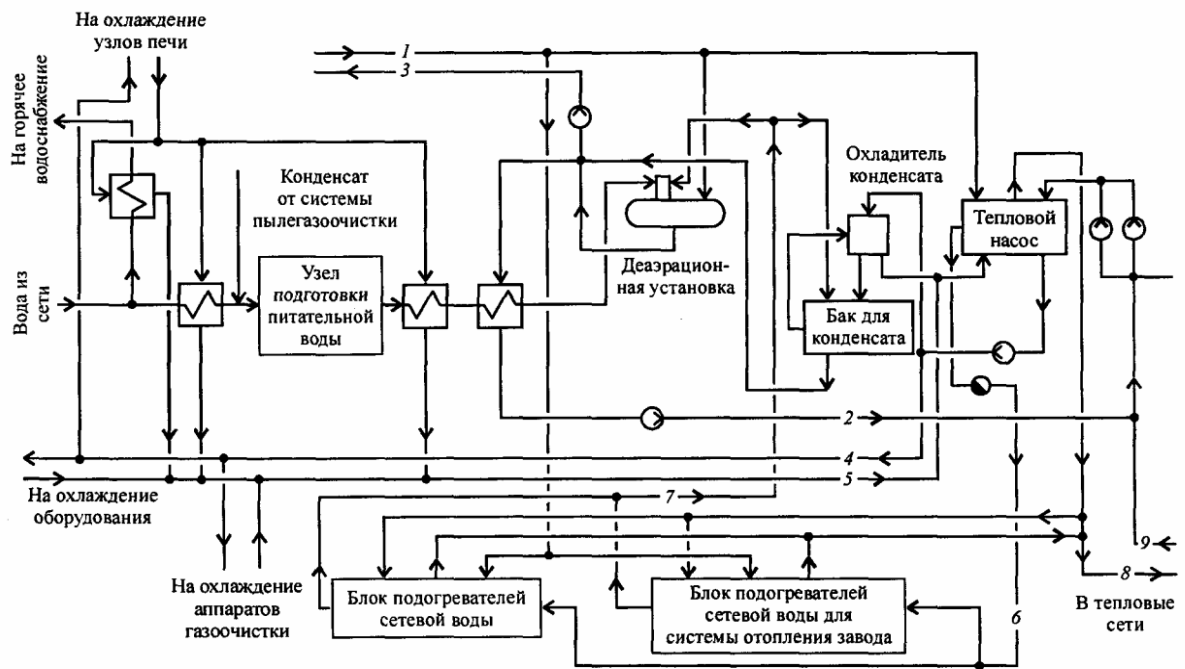 На охлаждение
узлов печи
1
3
На горячее
водоснабжение
Конденсат
от системы
пылегазоочистки
Охладитель
конденсата
Тепловой
насос
Деаэрацион-
ная установка
Вода из
сети
Узел
подготовки
питательной
воды
Бак для
конденсата
2
4
5
На охлаждение
оборудования
7
9
8
На охлаждение
аппаратов
газоочистки
Блок подогревателей
сетевой воды
Блок подогревателей
сетевой воды для
системы отопления завода
6
В тепловые
сети